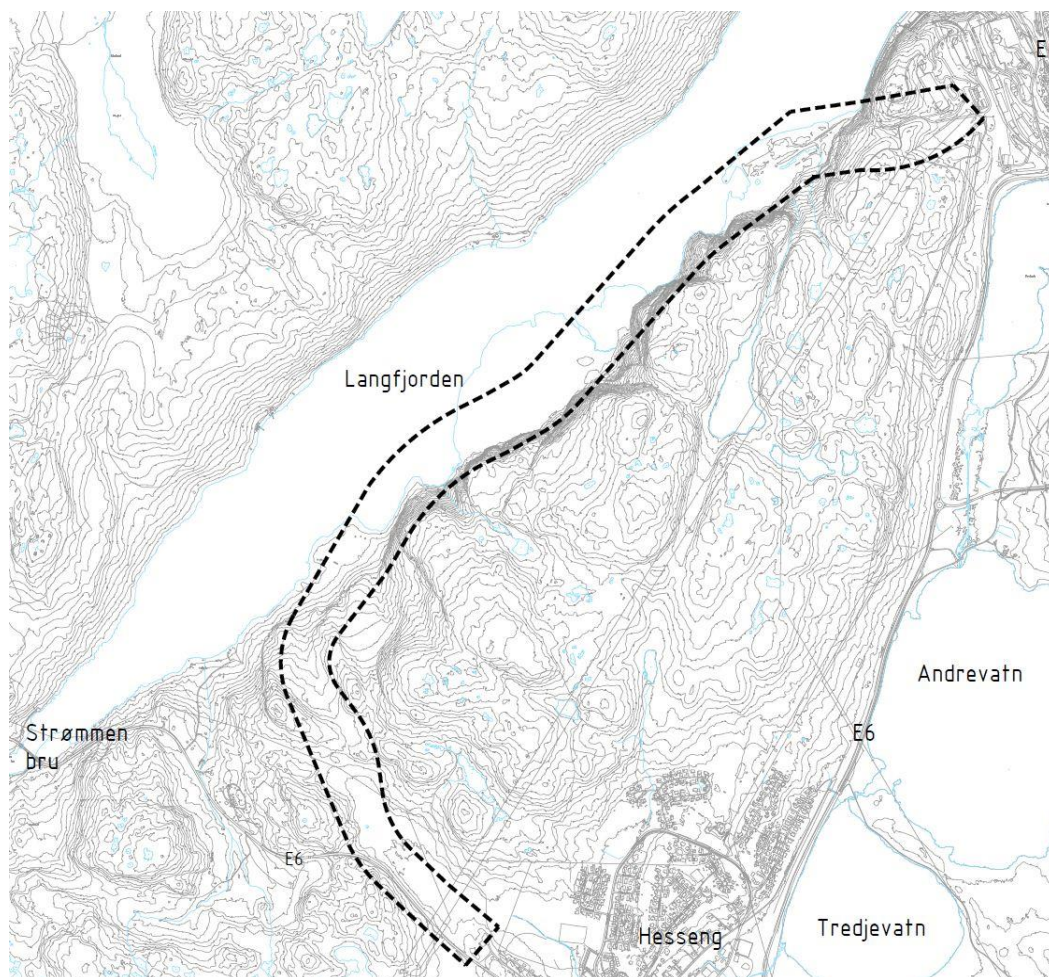 E
Langfjorden
Andrevatn
Strømmen
bru
E6
E6
Hesseng
Tredjevatn